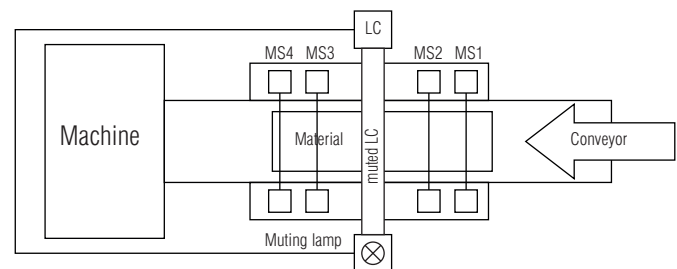 LC
MS4 MS3 MS2 MS1
Machine
Material
muted LC
Conveyor
Muting lamp